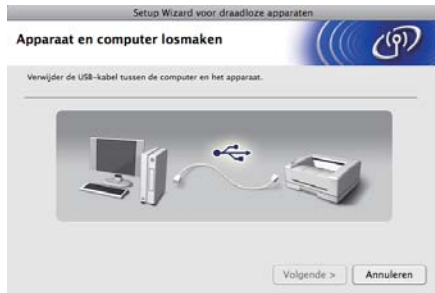 Setup Wizard voor draadloze apparaten
Apparaat en computer losmaken
Verwijder de USB-kabel tussen de computer en het apparaat.
Volgende >
Annuleren